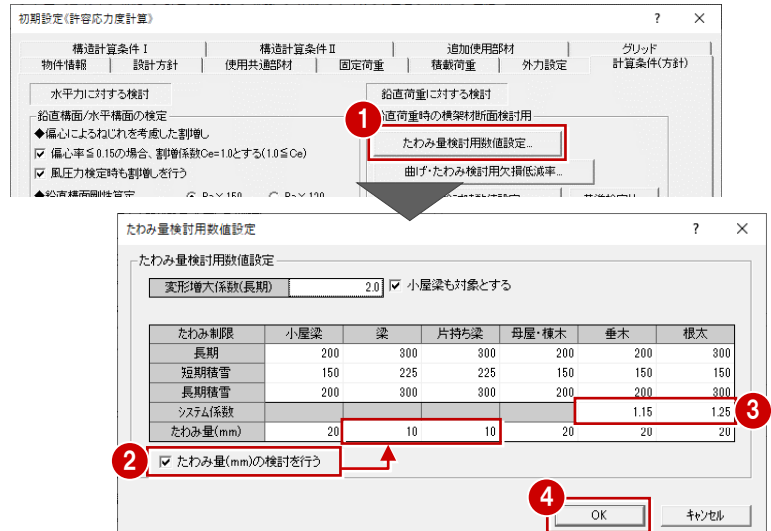 初期設定《許容応力度計算》 ? ×
構造計算条件Ⅰ 構造計算条件Ⅱ 追加使用部材 グリッド
物件情報 設計方針 使用共通部材 固定荷重 積載荷重 外力設定 計算条件(方針)
水平力に対する検討 鉛直荷重に対する検討
鉛直構面/水平構面の検定 1 直荷重時の横架材断面検討用
◆偏心によるねじれを考慮した割増し たわみ量検討用数値設定...
偏心率≦0.15の場合、割増係数Ce=1.0とする(1.0≦Ce)
風圧力検定時も割増しを行う 曲げ・たわみ検討用欠損低減率...
たわみ量検討用数値設定 ? ×
たわみ量検討用数値設定
変形増大係数(長期) 2.0 小屋梁も対象とする
たわみ制限 小屋梁 梁 片持ち梁 母屋・棟木 垂木 根太
長期 200 300 300 200 200 300
短期積雪 150 225 225 150 150 150
長期積雪 200 300 300 200 200 300
システム係数 1.15 1.25 3
たわみ量(mm) 20 10 10 20 20 20
2 たわみ量(mm)の検討を行う
4
OK キャンセル